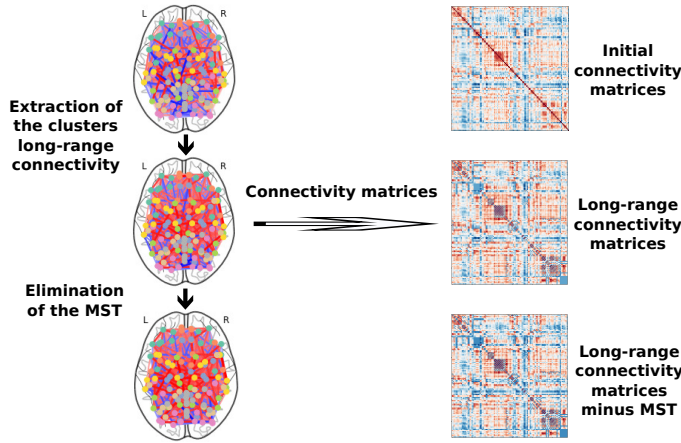 L R
Initial
connectivity
matrices
Extraction of
the clusters
long-range
connectivity
L R
Connectivity matrices
Long-range
connectivity
matrices
Elimination
of the MST
L R
Long-range
connectivity
matrices
minus MST